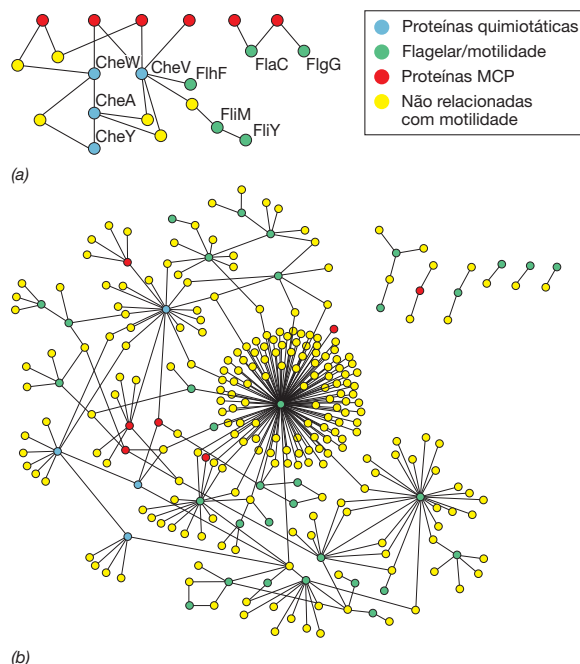 CheW
CheV
FlhF
FlaC
FlgG
CheA
FliM
CheY
FliY
Proteínas quimiotáticas
Flagelar/motilidade
Proteínas MCP
Não relacionadas
com motilidade
(a)
(b)